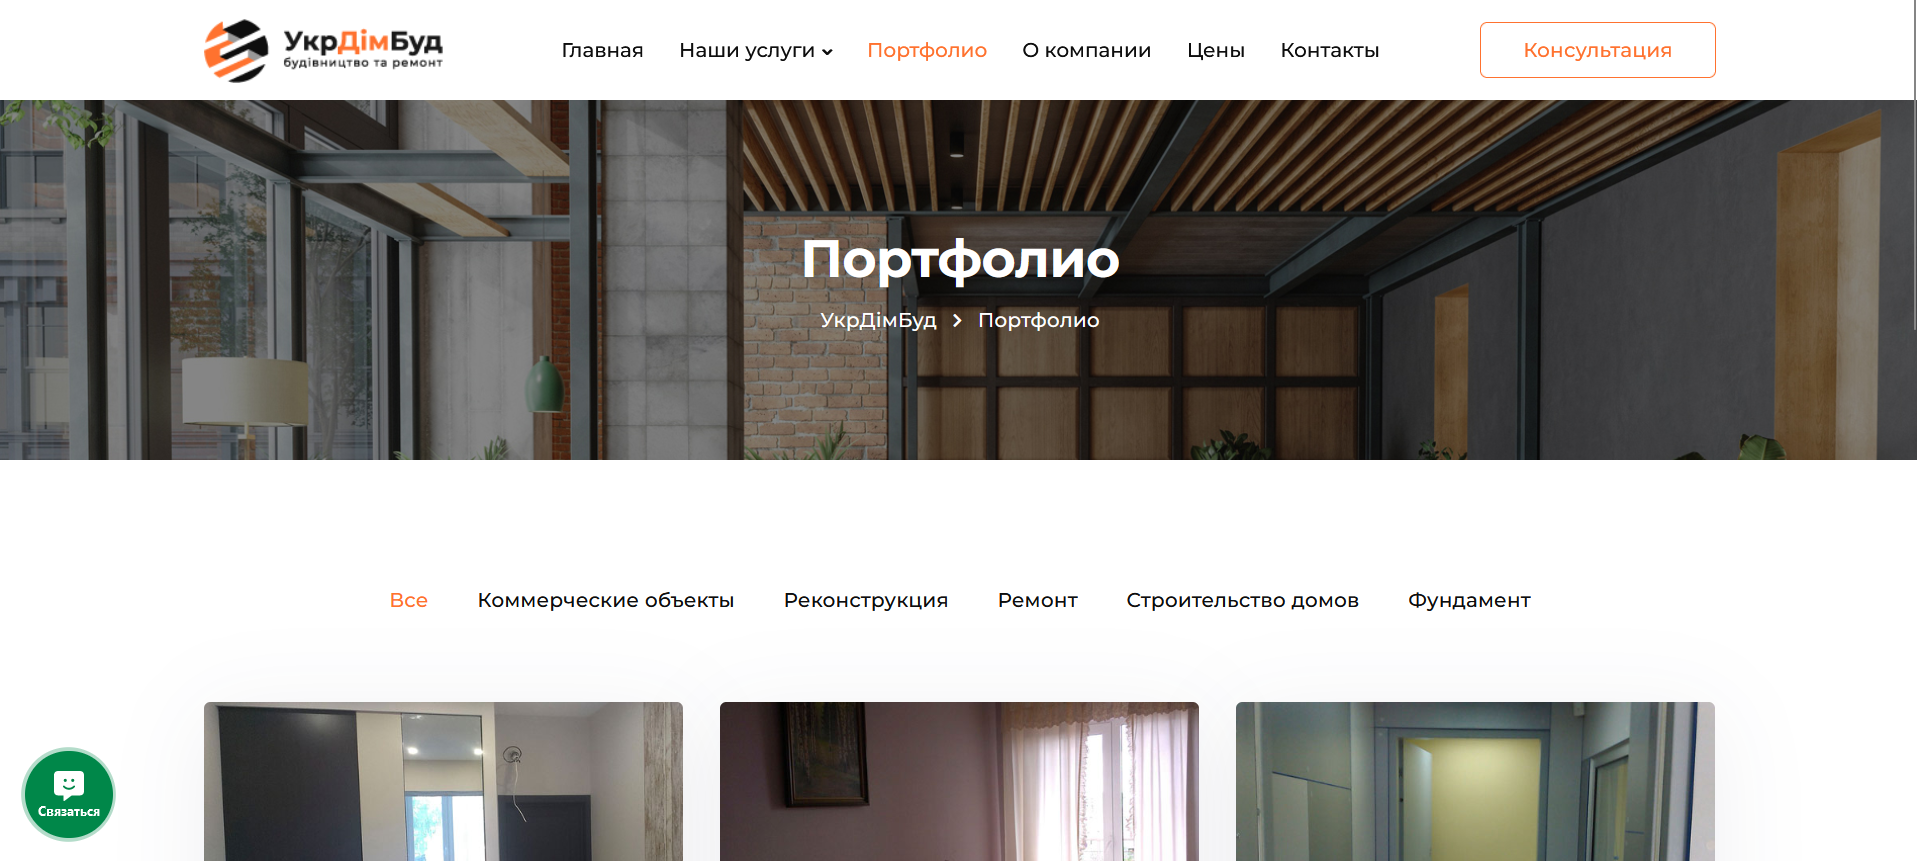 УкрДімБуд
будівництво та ремонт
Главная
Наши услуги
Портфолио
О компании
Цены
Контакты
Консультация
Портфолио
УкрДімБуд
Портфолио
Все
Коммерческие объекты
Реконструкция
Ремонт
Строительство домов
Фундамент
Связаться